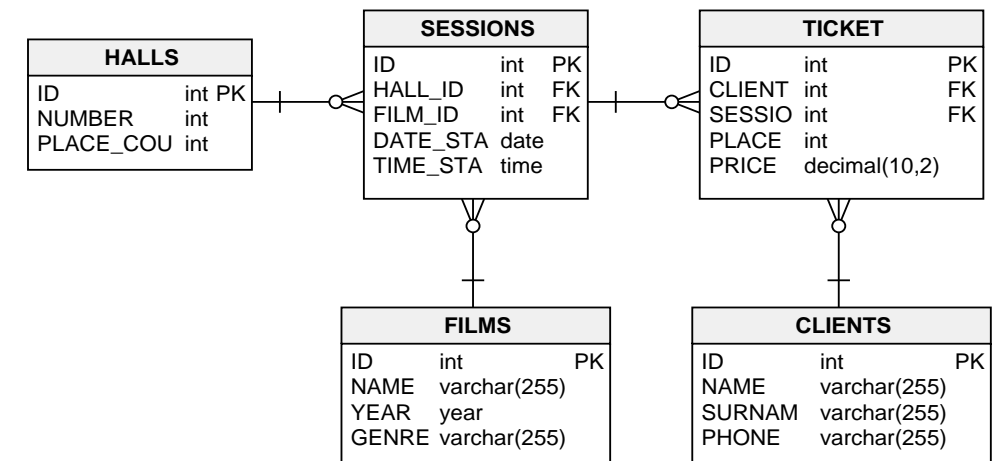 HALLS
ID int PK
NUMBER int
PLACE_COU int
SESSIONS
ID int PK
HALL_ID int FK
FILM_ID int FK
DATE_STA date
TIME_STA time
TICKET
ID int PK
CLIENT int FK
SESSIO int FK
PLACE int
PRICE decimal(10,2)
FILMS
ID int PK
NAME varchar(255)
YEAR year
GENRE varchar(255)
CLIENTS
ID int PK
NAME varchar(255)
SURNAM varchar(255)
PHONE varchar(255)